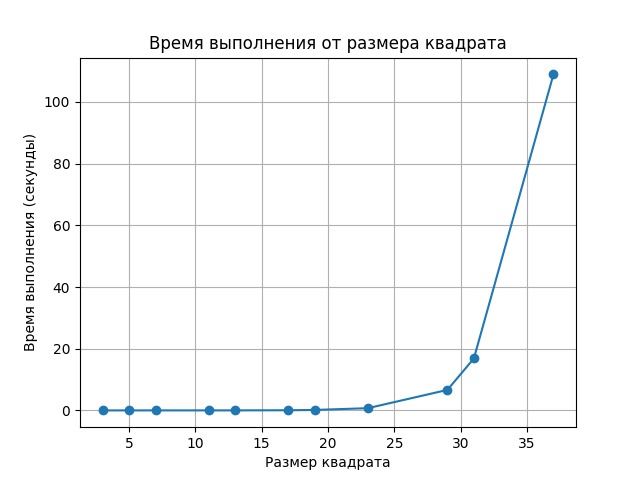 Время выполнения от размера квадрата
100
80
60
40
20
0
Время выполнения (секунды)
5 10 15 20 25 30 35
Размер квадрата